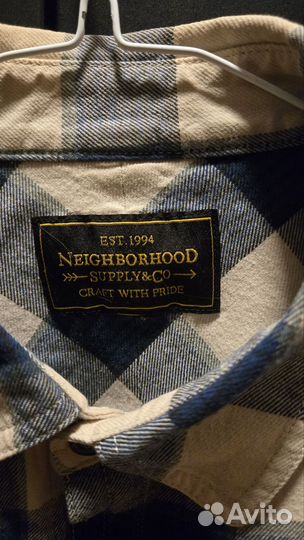 EST.1994
NEIGHBORHOOD
SUPPLY&CO
CRAFT WITH PRIDE
Avito